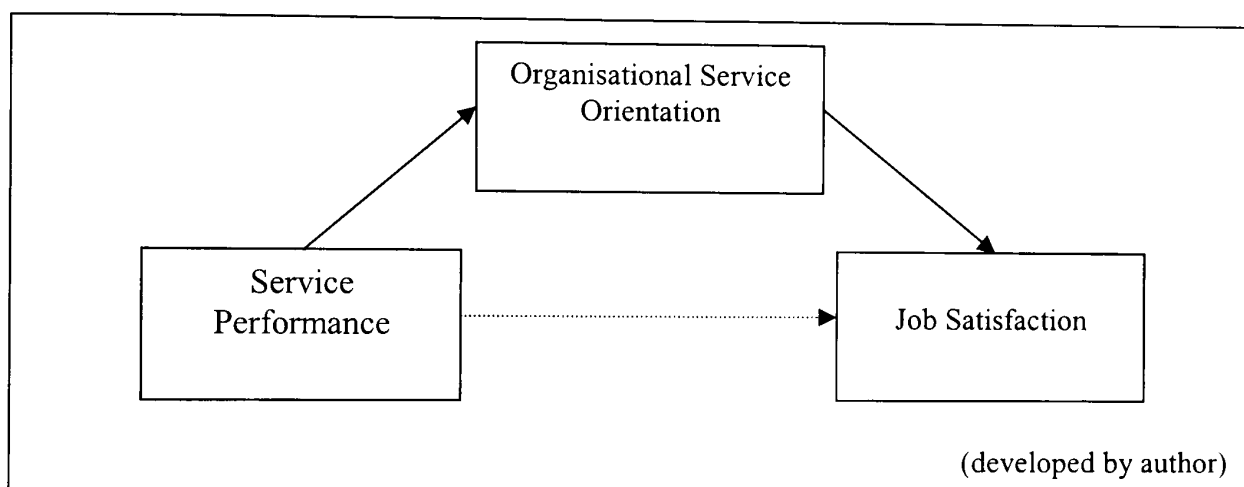 Organisational Service
Orientation
Service
Performance
Job Satisfaction
(developed by author)